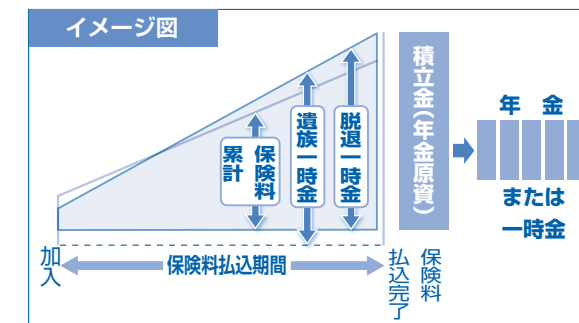 イメージ図
保険料
累計
遺族一時金
脱退一時金
積立金(年金原資)
年 金
または
一時金
加入
保険料払込期間
保険料
払込完了